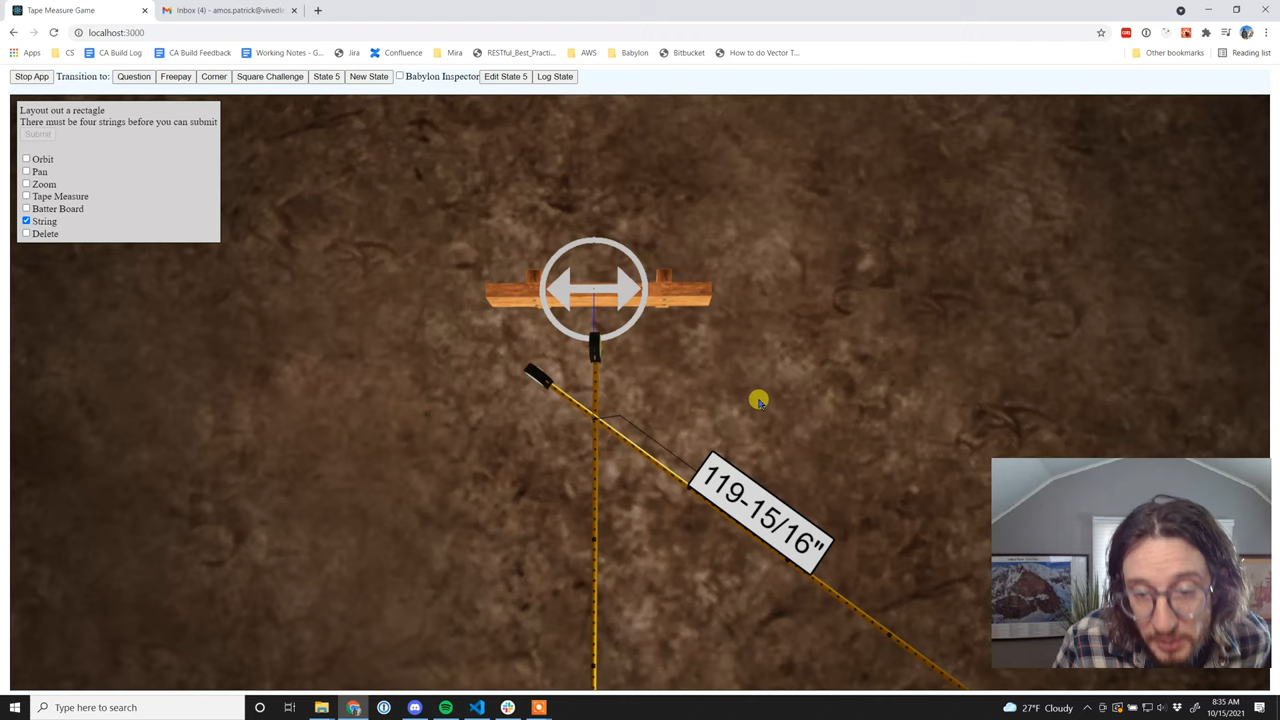 Tape Measure Game
Inbox (4) - amos.patrick@vivedl
localhost:3000
Apps
CS
CA Build Log
CA Build Feedback
Working Notes - G...
Jira
Confluence
Mira
RESTful_Best_Practi...
AWS
Babylon
Bitbucket
How to do Vector T...
Other bookmarks
Reading list
Stop App
Transition to:
Question
Freepay
Corner
Square Challenge
State 5
New State
Babylon Inspector
Edit State 5
Log State
Layout out a rectagle
There must be four strings before you can submit
Submit
Orbit
Pan
Zoom
Tape Measure
Batter Board
String
Delete
119-15/16"
Type here to search
27°F Cloudy
8:35 AM
10/15/2021